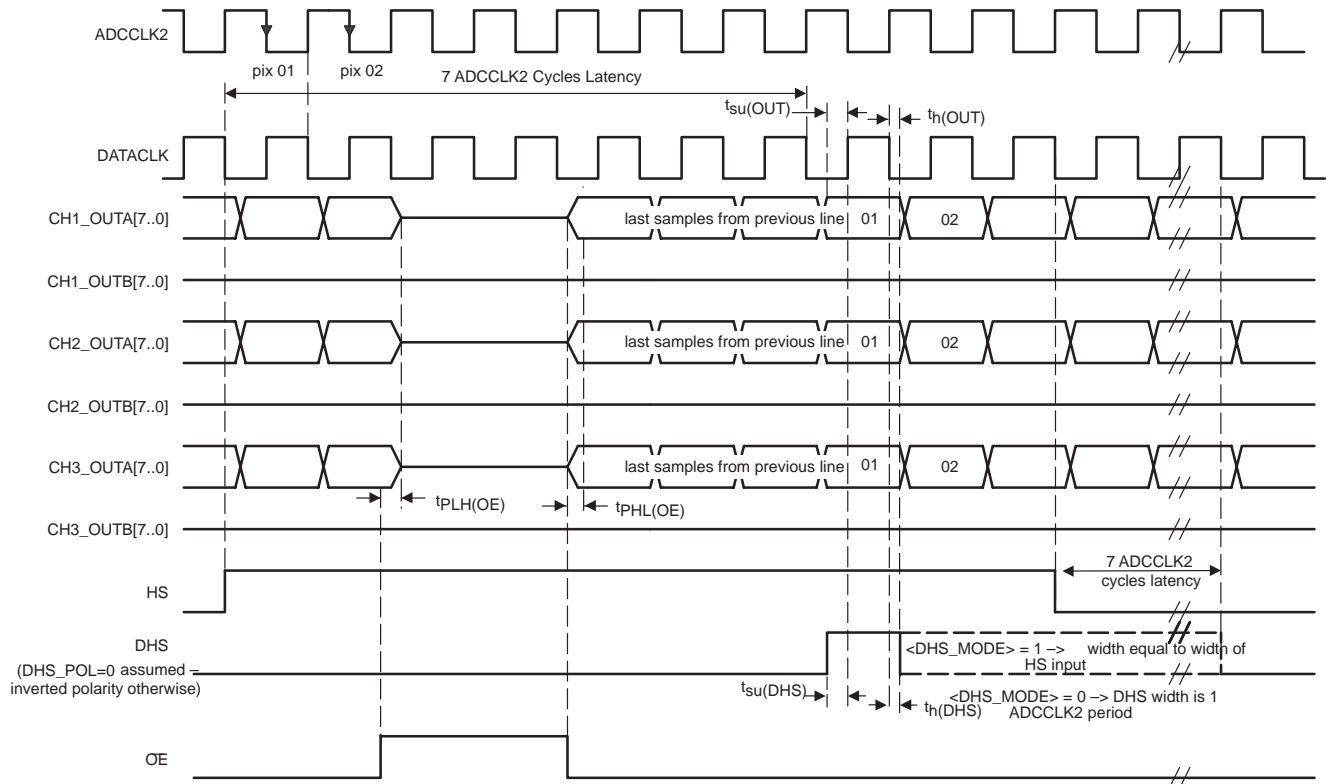 ADCCLK2
pix 01
pix 02
7 ADCCLK2 Cycles Latency
tsu(OUT)
th(OUT)
DATACLK
CH1_OUTA[7..0]
last samples from previous line
01
02
CH1_OUTB[7..0]
CH2_OUTA[7..0]
last samples from previous line
01
02
CH2_OUTB[7..0]
CH3_OUTA[7..0]
last samples from previous line
01
02
tPLH(OE)
tPHL(OE)
CH3_OUTB[7..0]
7 ADCCLK2
cycles latency
HS
DHS
(DHS_POL=0 assumed –
inverted polarity otherwise)
<DHS_MODE> = 1 –> width equal to width of
HS input
tsu(DHS)
th(DHS)
<DHS_MODE> = 0 –> DHS width is 1
ADCCLK2 period
O̅E̅